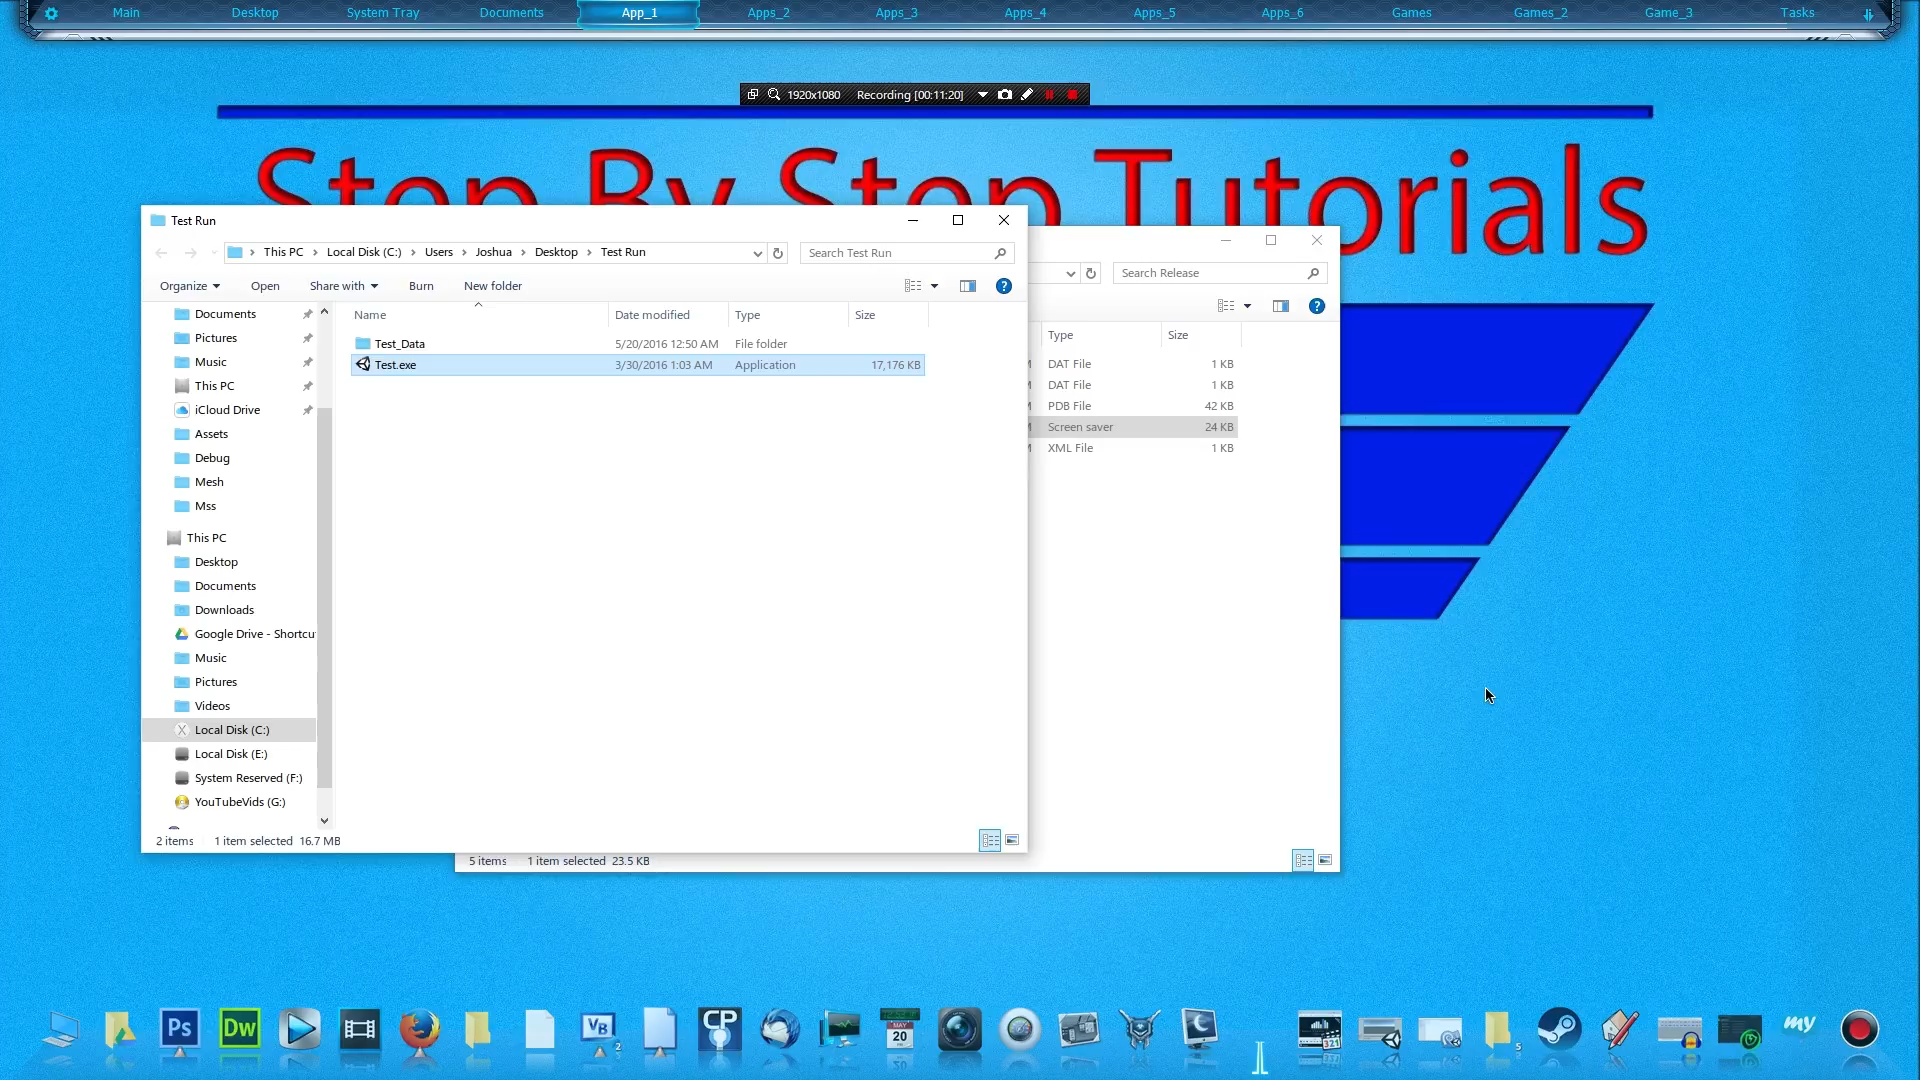 Main Desktop System Tray Documents App_1 Apps_2 Apps_3 Apps_4 Apps_5 Apps_6 Games Games_2 Game_3 Tasks
1920x1080 Recording [00:11:20]
Step By Step Tutorials
Test Run
This PC Local Disk (C:) Users Joshua Desktop Test Run
Search Test Run
Organize Open Share with Burn New folder
Name Date modified Type Size
Test_Data 5/20/2016 12:50 AM File folder
Test.exe 3/30/2016 1:03 AM Application 17,176 KB
Documents
Pictures
Music
This PC
iCloud Drive
Assets
Debug
Mesh
Mss
This PC
Desktop
Documents
Downloads
Google Drive - Shortcu
Music
Pictures
Videos
Local Disk (C:)
Local Disk (E:)
System Reserved (F:)
YouTubeVids (G:)
2 items 1 item selected 16.7 MB
Search Release
Type Size
DAT File 1 KB
DAT File 1 KB
PDB File 42 KB
Screen saver 24 KB
XML File 1 KB
5 items 1 item selected 23.5 KB
Ps Dw VB 2 CP MAY 20 321 5 my